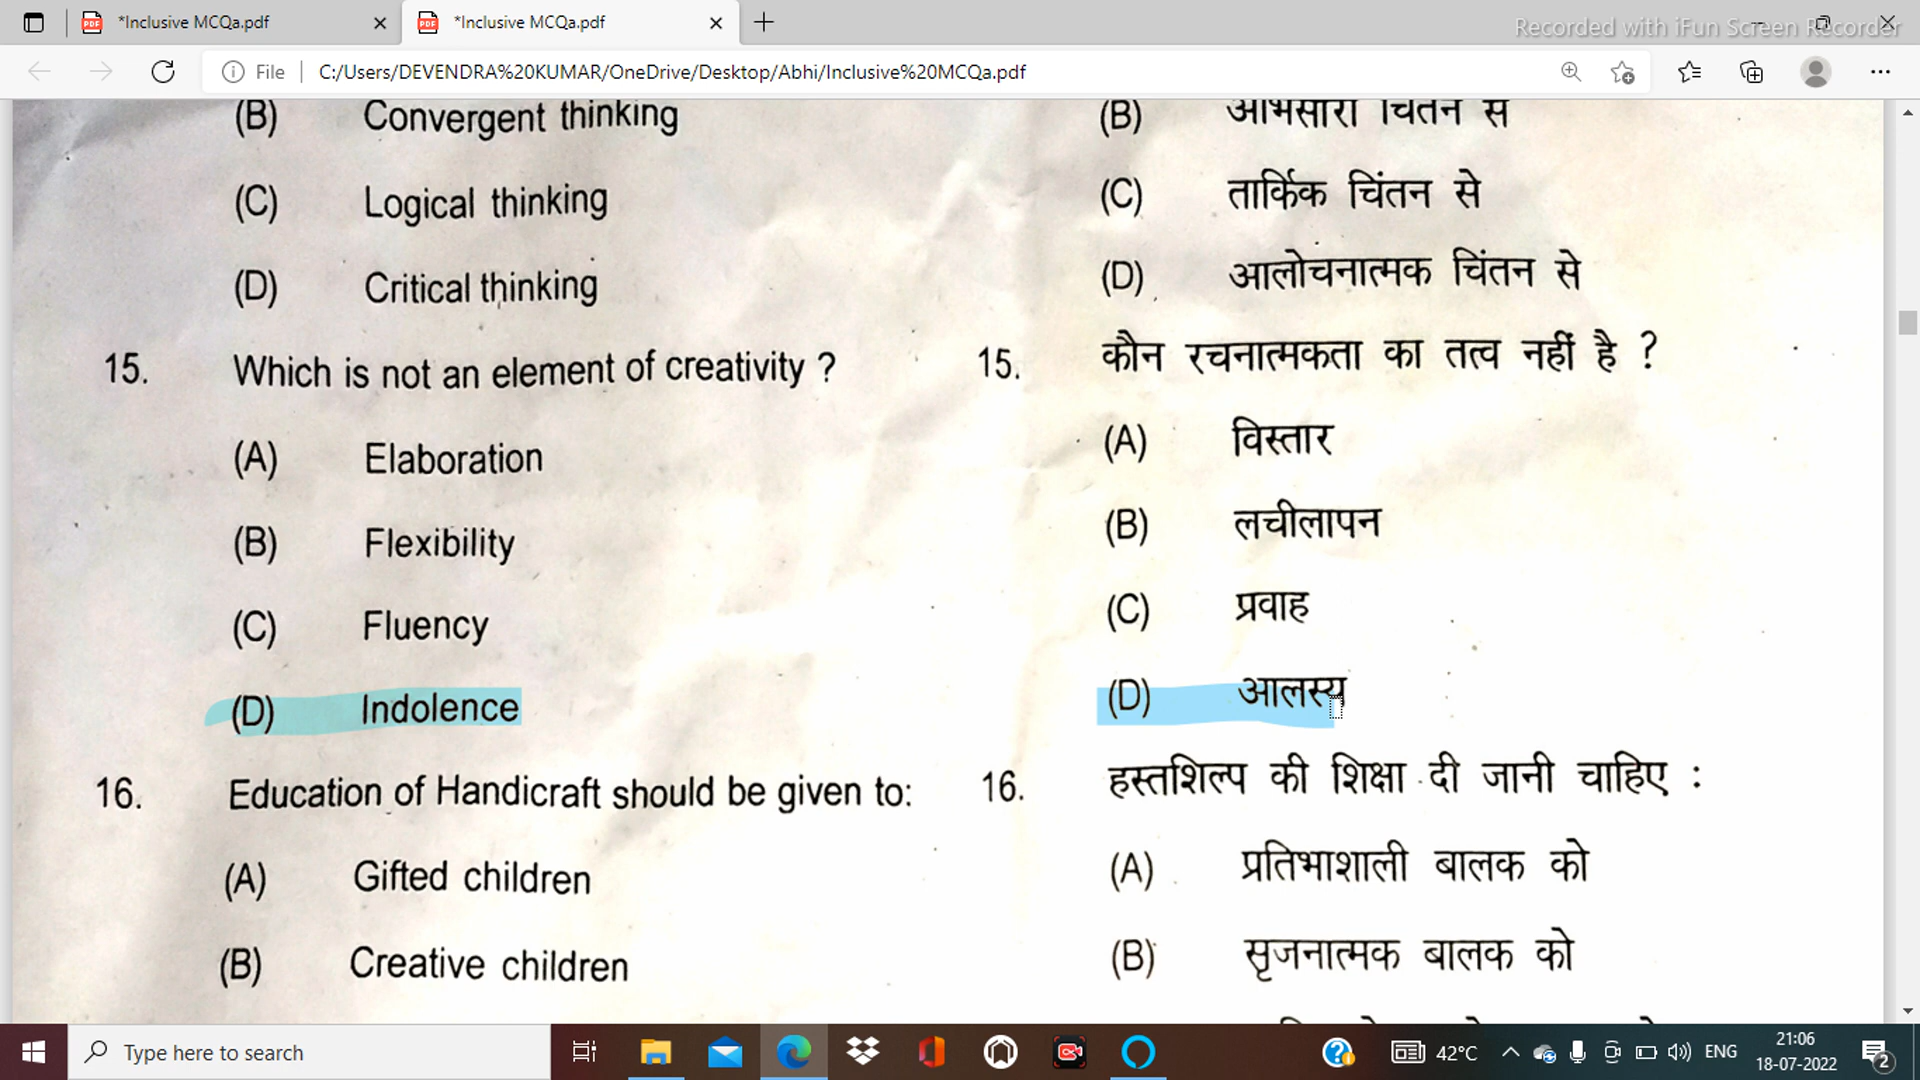 *Inclusive MCQa.pdf
*Inclusive MCQa.pdf
Recorded with iFun Screen Recorder
File
C:/Users/DEVENDRA%20KUMAR/OneDrive/Desktop/Abhi/Inclusive%20MCQa.pdf
(B) Convergent thinking
(C) Logical thinking
(D) Critical thinking
15. Which is not an element of creativity ?
(A) Elaboration
(B) Flexibility
(C) Fluency
(D) Indolence
16. Education of Handicraft should be given to:
(A) Gifted children
(B) Creative children
(B) अभिसारी चिंतन से
(C) तार्किक चिंतन से
(D) आलोचनात्मक चिंतन से
15. कौन रचनात्मकता का तत्व नहीं है ?
(A) विस्तार
(B) लचीलापन
(C) प्रवाह
(D) आलस्य
16. हस्तशिल्प की शिक्षा दी जानी चाहिए :
(A) प्रतिभाशाली बालक को
(B) सृजनात्मक बालक को
Type here to search
42°C
ENG
21:06
18-07-2022
2